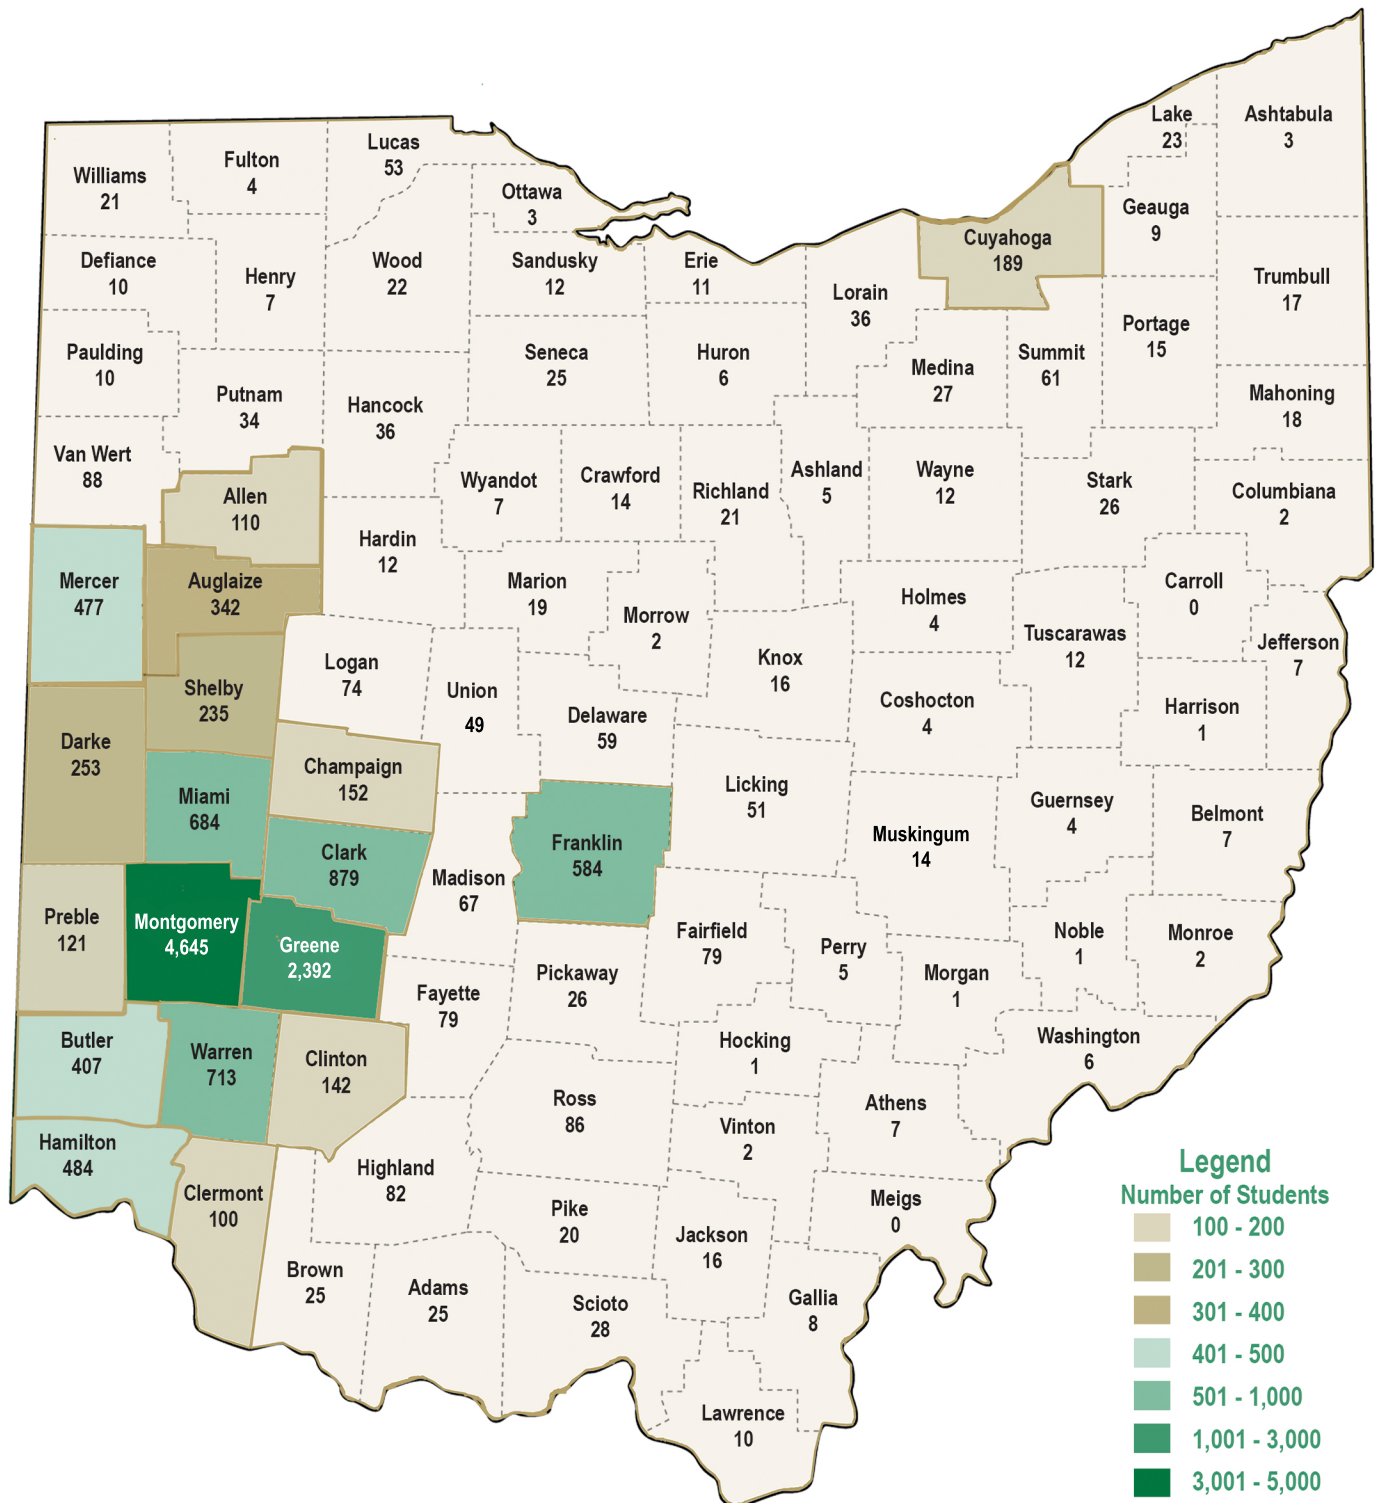 Lake
23
Ashtabula
3
Lucas
53
Fulton
4
Williams
21
Ottawa
3
Geauga
9
Cuyahoga
189
Defiance
10
Henry
7
Wood
22
Sandusky
12
Erie
11
Lorain
36
Trumbull
17
Paulding
10
Putnam
34
Hancock
36
Seneca
25
Huron
6
Medina
27
Summit
61
Portage
15
Mahoning
18
Van Wert
88
Allen
110
Wyandot
7
Crawford
14
Richland
21
Ashland
5
Wayne
12
Stark
26
Columbiana
2
Hardin
12
Mercer
477
Auglaize
342
Marion
19
Morrow
2
Holmes
4
Tuscarawas
12
Carroll
0
Jefferson
7
Logan
74
Shelby
235
Union
49
Knox
16
Delaware
59
Coshocton
4
Harrison
1
Darke
253
Miami
684
Champaign
152
Licking
51
Guernsey
4
Belmont
7
Clark
879
Franklin
584
Muskingum
14
Madison
67
Preble
121
Montgomery
4,645
Greene
2,392
Fairfield
79
Perry
5
Noble
1
Monroe
2
Pickaway
26
Morgan
1
Fayette
79
Butler
407
Warren
713
Clinton
142
Hocking
1
Washington
6
Ross
86
Athens
7
Vinton
2
Hamilton
484
Clermont
100
Highland
82
Pike
20
Jackson
16
Meigs
0
Brown
25
Adams
25
Scioto
28
Gallia
8
Lawrence
10
Legend
Number of Students
100 - 200
201 - 300
301 - 400
401 - 500
501 - 1,000
1,001 - 3,000
3,001 - 5,000